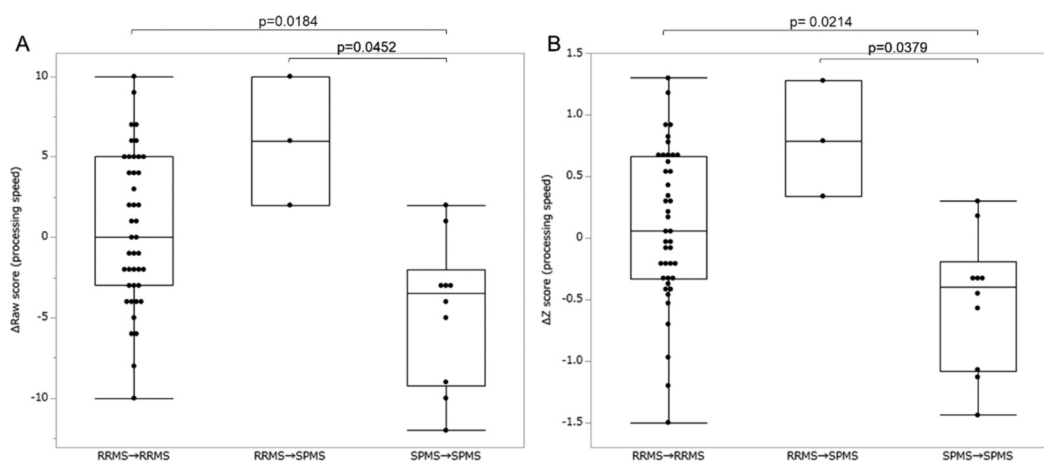 p=0.0184
A
p=0.0452
10
5
0
-5
-10
ΔRaw score (processing speed)
RRMS→RRMS
RRMS→SPMS
SPMS→SPMS
p= 0.0214
B
p=0.0379
1.5
1.0
0.5
0
-0.5
-1.0
-1.5
ΔZ score (processing speed)
RRMS→RRMS
RRMS→SPMS
SPMS→SPMS